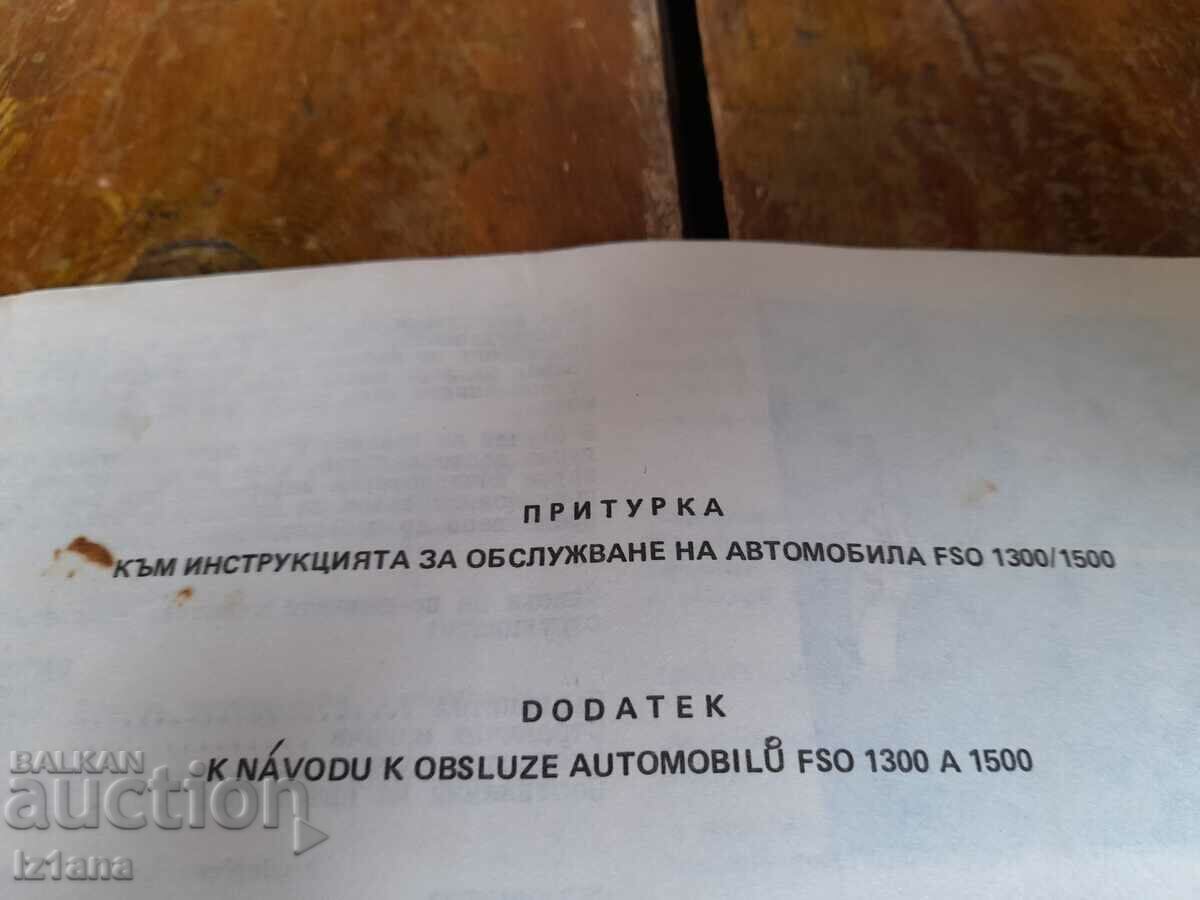 ПРИТУРКА
КЪМ ИНСТРУКЦИЯТА ЗА ОБСЛУЖВАНЕ НА АВТОМОБИЛА FSO 1300/1500
DODATEK
K NÁVODU K OBSLUZE AUTOMOBILŮ FSO 1300 A 1500
BALKAN
auction
iz1ana